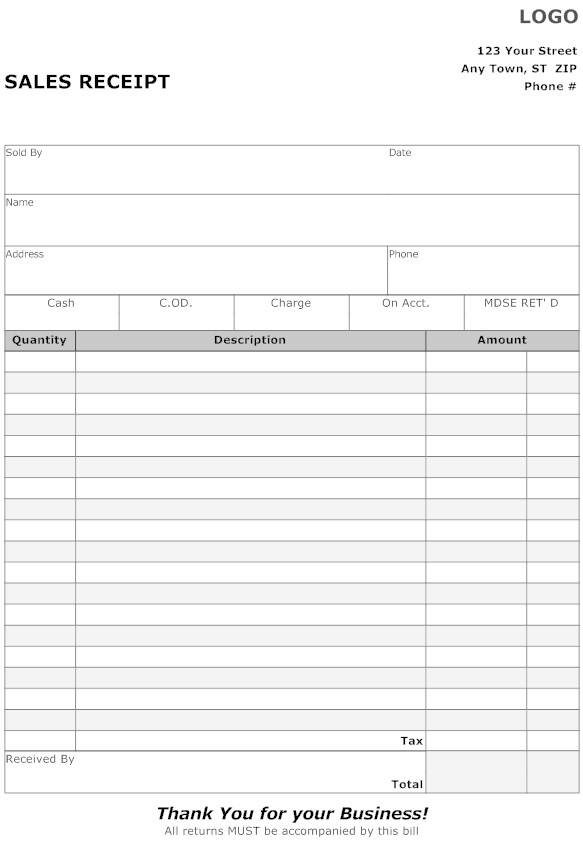 LOGO
123 Your Street
Any Town, ST  ZIP
Phone #
SALES RECEIPT
Sold By Date
Name
Address Phone
Cash C.O.D. Charge On Acct. MDSE RET' D
Quantity Description Amount
Tax
Received By
Total
Thank You for your Business!
All returns MUST be accompanied by this bill